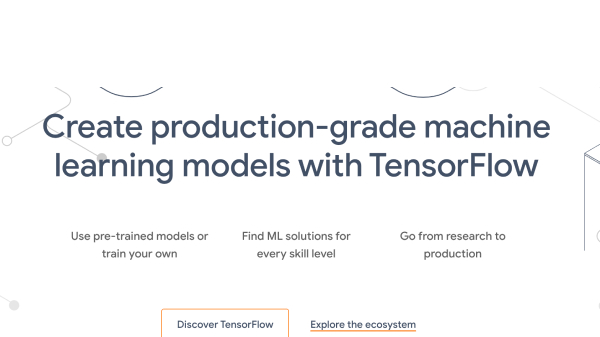 Create production-grade machine
learning models with TensorFlow
Use pre-trained models or
train your own
Find ML solutions for
every skill level
Go from research to
production
Discover TensorFlow
Explore the ecosystem